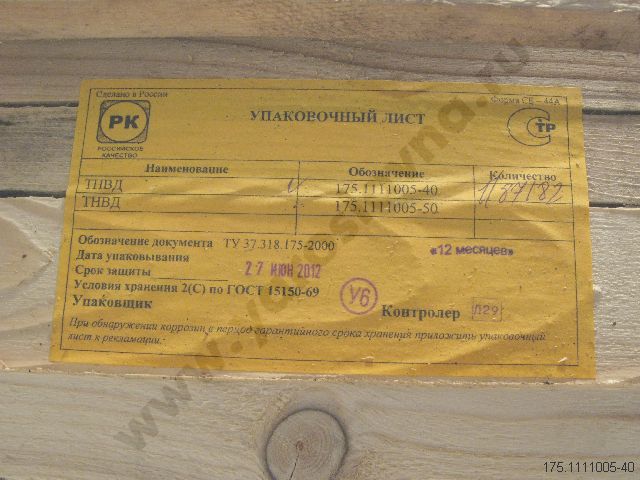 Сделано в России
Форма СБ - 44А
РК
РОССИЙСКОЕ
КАЧЕСТВО
УПАКОВОЧНЫЙ ЛИСТ
С ТР
Наименование Обозначение Количество
ТНВД 175.1111005-40
ТНВД 175.1111005-50
Обозначение документа ТУ 37.318.175-2000
Дата упаковывания
27 ИЮН 2012
«12 месяцев»
Срок защиты
Условия хранения 2(С) по ГОСТ 15150-69
Упаковщик У6 Контролер
При обнаружении коррозии в период гарантийного срока хранения приложить упаковочный
лист к рекламации.
175.1111005-40